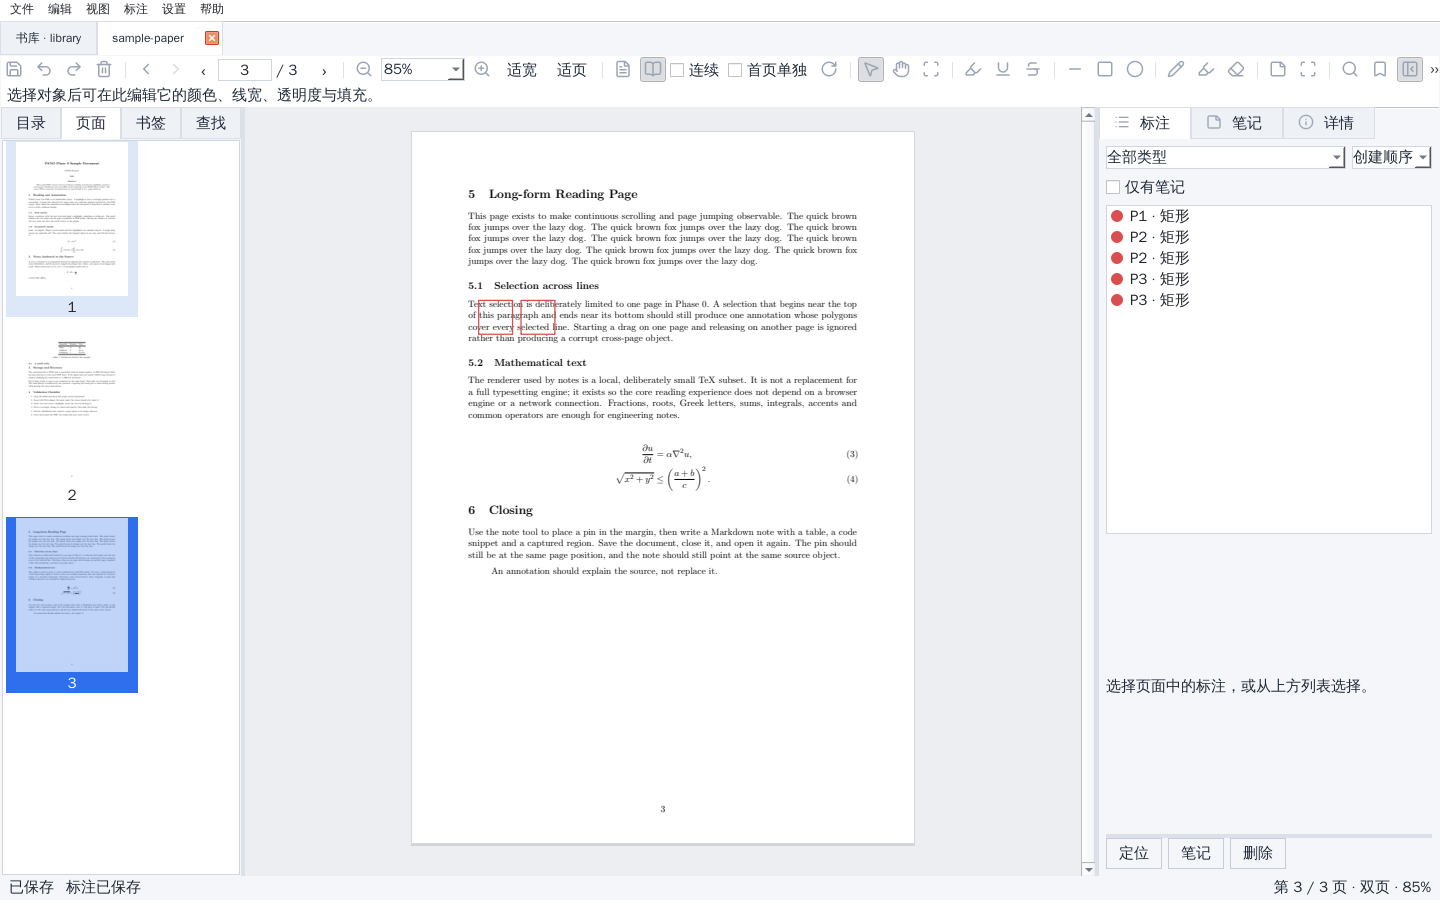 文件 编辑 视图 标注 设置 帮助
书库 · library sample-paper
3 / 3 85% 适宽 适页 连续 首页单独
选择对象后可在此编辑它的颜色、线宽、透明度与填充。
目录 页面 书签 查找
1
2
3
5 Long-form Reading Page
This page exists to make continuous scrolling and page jumping observable. The quick brown
fox jumps over the lazy dog. The quick brown fox jumps over the lazy dog. The quick brown
fox jumps over the lazy dog. The quick brown fox jumps over the lazy dog. The quick brown
fox jumps over the lazy dog. The quick brown fox jumps over the lazy dog. The quick brown fox
jumps over the lazy dog. The quick brown fox jumps over the lazy dog.
5.1 Selection across lines
Text selection is deliberately limited to one page in Phase 0. A selection that begins near the top
of this paragraph and ends near its bottom should still produce one annotation whose polygons
cover every selected line. Starting a drag on one page and releasing on another page is ignored
rather than producing a corrupt cross-page object.
5.2 Mathematical text
The renderer used by notes is a local, deliberately small TeX subset. It is not a replacement for
a full typesetting engine; it exists so the core reading experience does not depend on a browser
engine or a network connection. Fractions, roots, Greek letters, sums, integrals, accents and
common operators are enough for engineering notes.
∂u/∂t = α∇²u, (3)
√(x² + y²) ≤ ((a + b)/c)². (4)
6 Closing
Use the note tool to place a pin in the margin, then write a Markdown note with a table, a code
snippet and a captured region. Save the document, close it, and open it again. The pin should
still be at the same page position, and the note should still point at the same source object.
An annotation should explain the source, not replace it.
3
标注 笔记 详情
全部类型 创建顺序
仅有笔记
P1 · 矩形
P2 · 矩形
P2 · 矩形
P3 · 矩形
P3 · 矩形
选择页面中的标注，或从上方列表选择。
定位 笔记 删除
已保存 标注已保存
第 3 / 3 页 · 双页 · 85%